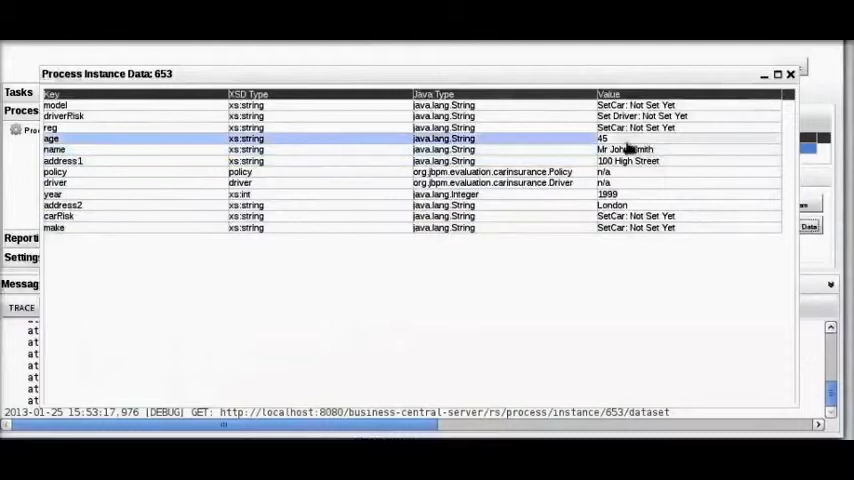 Process Instance Data: 653
Tasks
Key XSD Type Java Type Value
model xs:string java.lang.String SetCar: Not Set Yet
driverRisk xs:string java.lang.String Set Driver: Not Set Yet
reg xs:string java.lang.String SetCar: Not Set Yet
age xs:string java.lang.String 45
name xs:string java.lang.String Mr John Smith
address1 xs:string java.lang.String 100 High Street
policy policy org.jbpm.evaluation.carinsurance.Policy n/a
driver driver org.jbpm.evaluation.carinsurance.Driver n/a
year xs:int java.lang.Integer 1999
address2 xs:string java.lang.String London
carRisk xs:string java.lang.String SetCar: Not Set Yet
make xs:string java.lang.String SetCar: Not Set Yet
Proces
Pro
Data
Reporti
Settings
Messag
TRACE
at
at
at
at
at
at
2013-01-25 15:53:17,976 [DEBUG] GET: http://localhost:8080/business-central-server/rs/process/instance/653/dataset